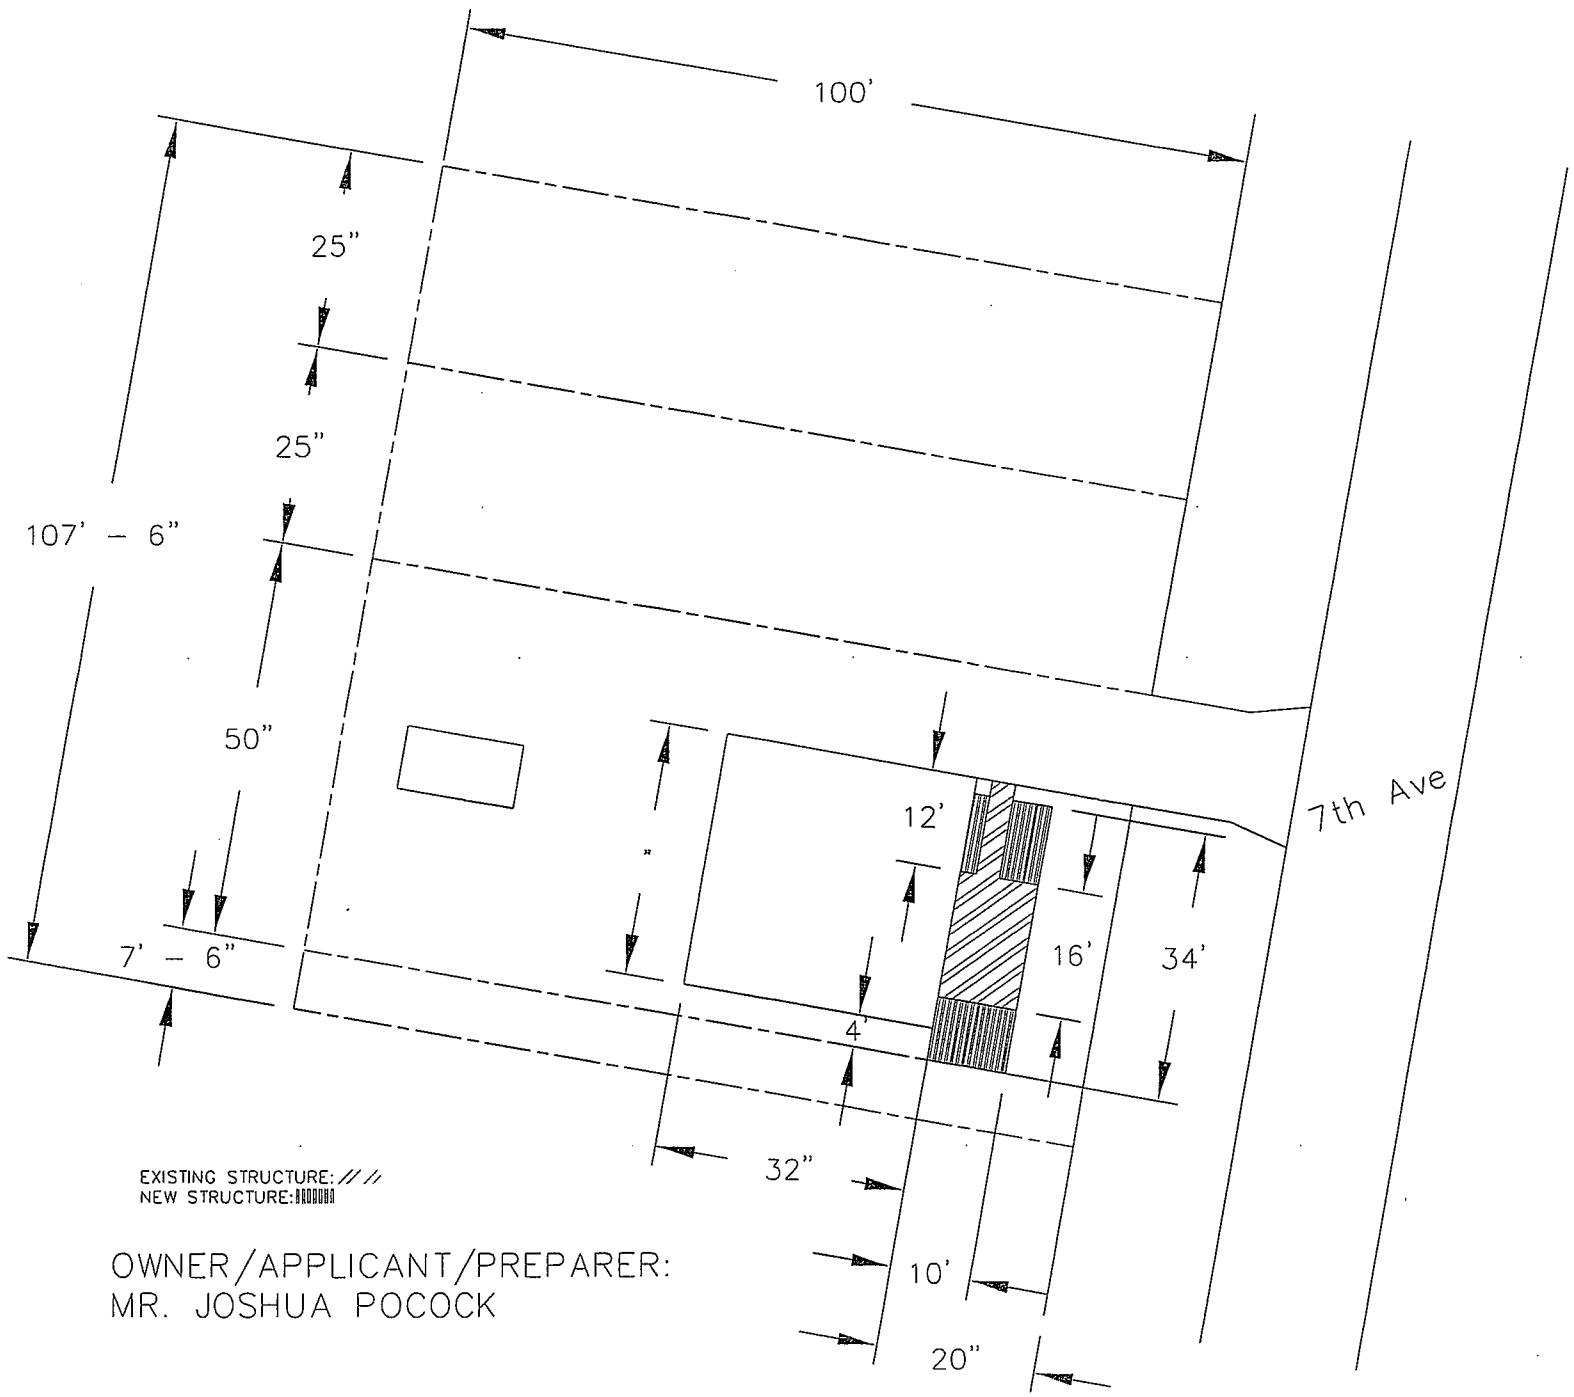 100'
25"
25"
107' – 6"
50"
7th Ave
12'
"
16'
34'
7' – 6"
4'
32"
EXISTING STRUCTURE:
NEW STRUCTURE:
10'
OWNER/APPLICANT/PREPARER:
MR. JOSHUA POCOCK
20"